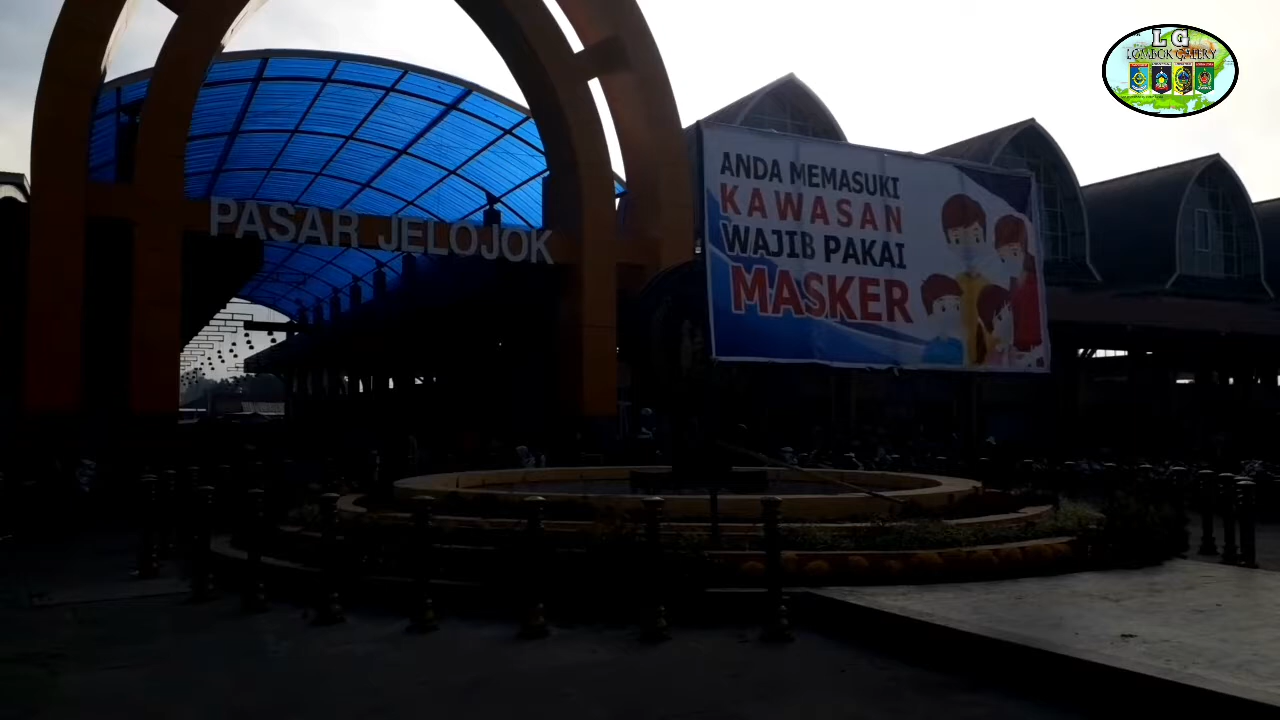 LG
LOMBOK GALERY
PASAR JELOJOK
ANDA MEMASUKI
KAWASAN
WAJIB PAKAI
MASKER